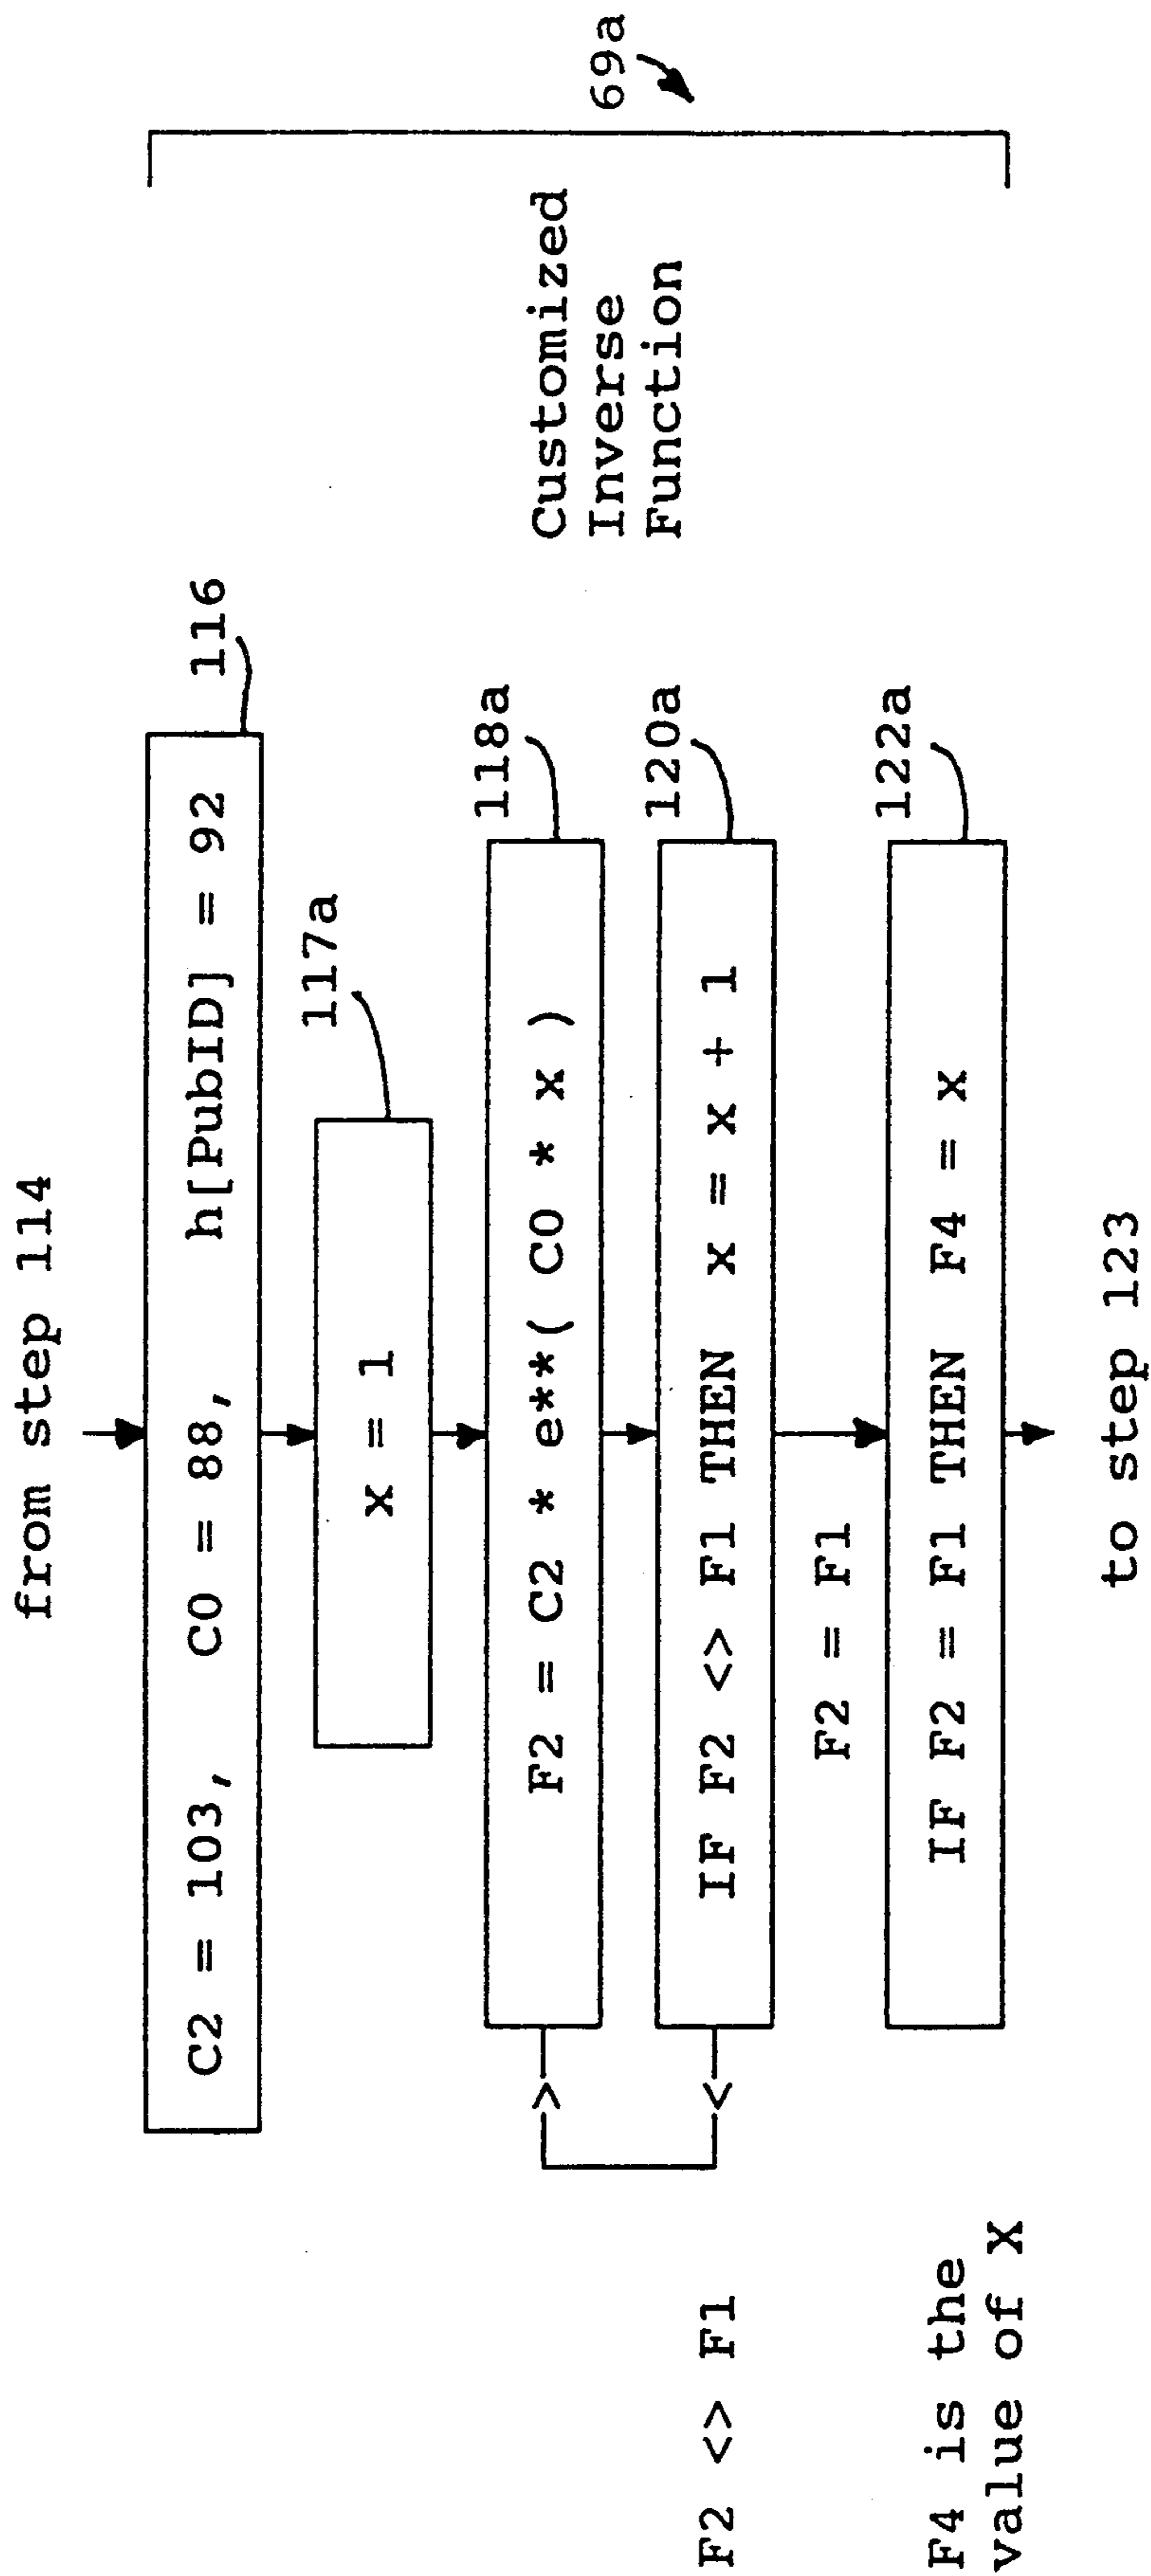 from step 114
C2 = 103, C0 = 88, h[PubID] = 92
116
x = 1
117a
F2 = C2 * e**( C0 * x )
118a
F2 <> F1
IF F2 <> F1 THEN x = x + 1
120a
F2 = F1
F4 is the
value of X
IF F2 = F1 THEN F4 = x
122a
to step 123
Customized
Inverse
Function
69a